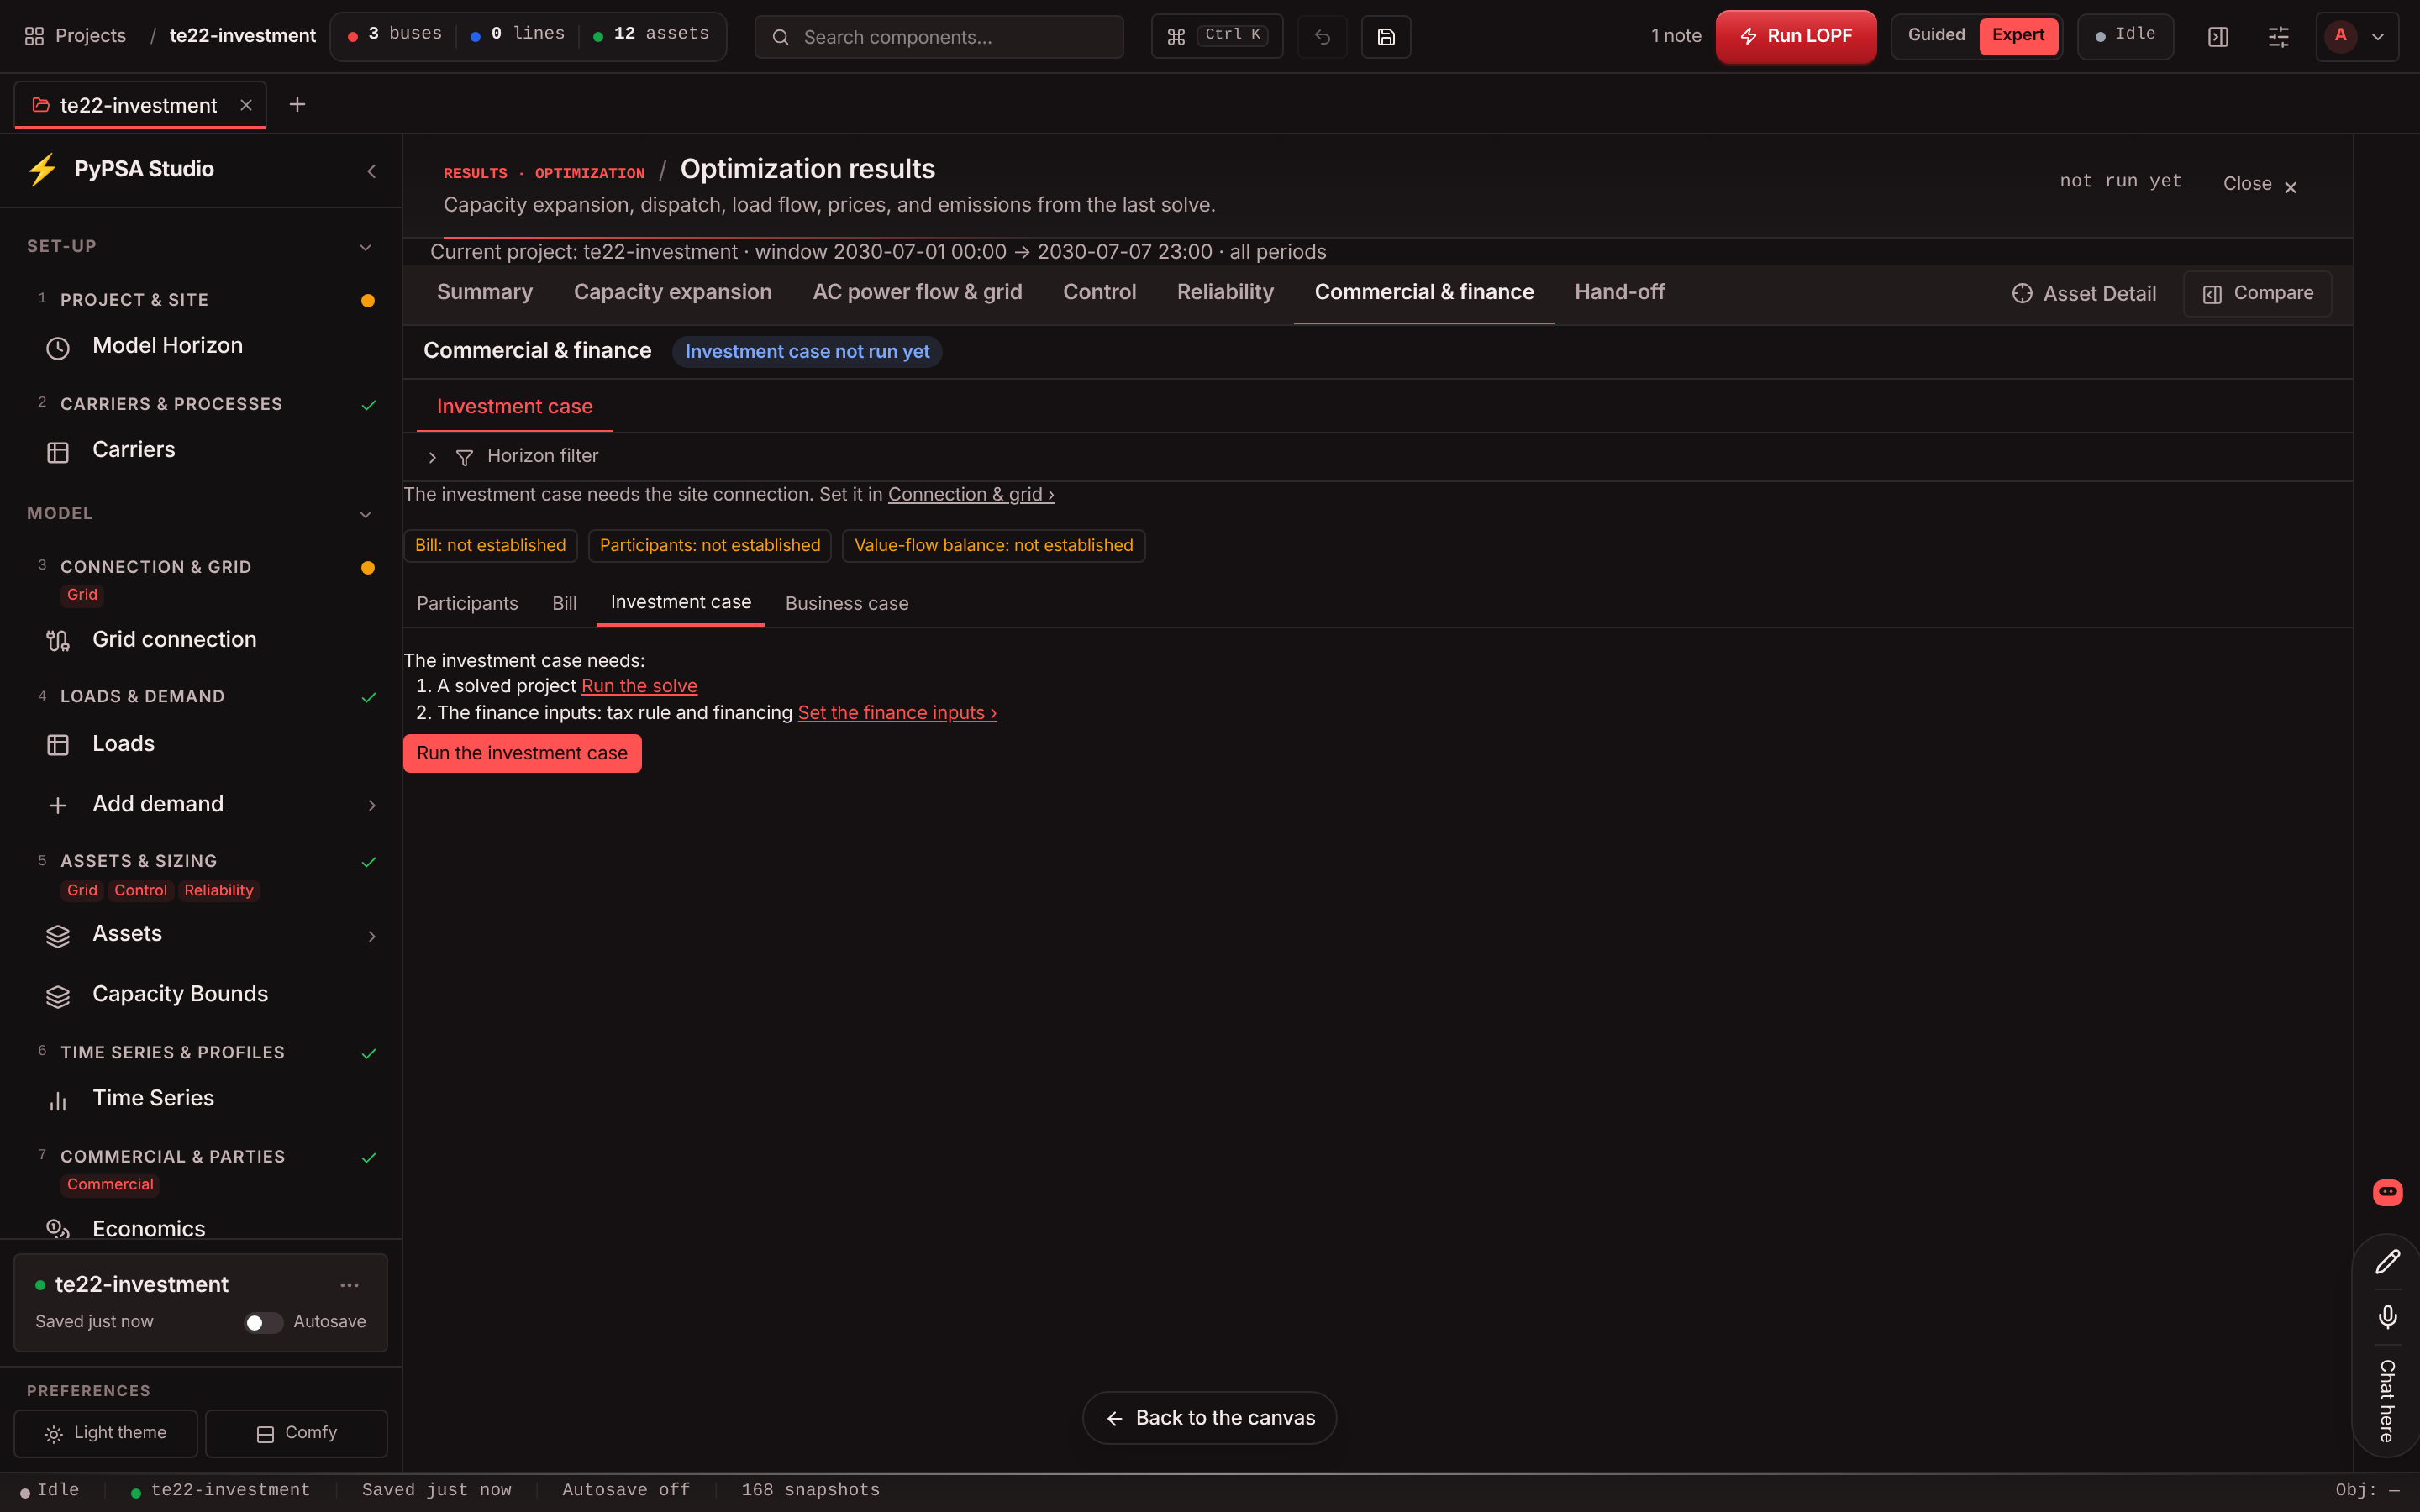 Projects / te22-investment 3 buses 0 lines 12 assets Search components... Ctrl K 1 note Run LOPF Guided Expert Idle A
te22-investment
PyPSA Studio
RESULTS · OPTIMIZATION / Optimization results
not run yet Close
Capacity expansion, dispatch, load flow, prices, and emissions from the last solve.
Current project: te22-investment · window 2030-07-01 00:00 → 2030-07-07 23:00 · all periods
Summary Capacity expansion AC power flow & grid Control Reliability Commercial & finance Hand-off Asset Detail Compare
Commercial & finance Investment case not run yet
Investment case
Horizon filter
The investment case needs the site connection. Set it in Connection & grid ›
Bill: not established Participants: not established Value-flow balance: not established
Participants Bill Investment case Business case
The investment case needs:
1. A solved project Run the solve
2. The finance inputs: tax rule and financing Set the finance inputs ›
Run the investment case
SET-UP
1 PROJECT & SITE
Model Horizon
2 CARRIERS & PROCESSES
Carriers
MODEL
3 CONNECTION & GRID
Grid
Grid connection
4 LOADS & DEMAND
Loads
Add demand
5 ASSETS & SIZING
Grid Control Reliability
Assets
Capacity Bounds
6 TIME SERIES & PROFILES
Time Series
7 COMMERCIAL & PARTIES
Commercial
Economics
te22-investment
Saved just now Autosave
PREFERENCES
Light theme Comfy
Back to the canvas
Chat here
Idle te22-investment Saved just now Autosave off 168 snapshots Obj: —